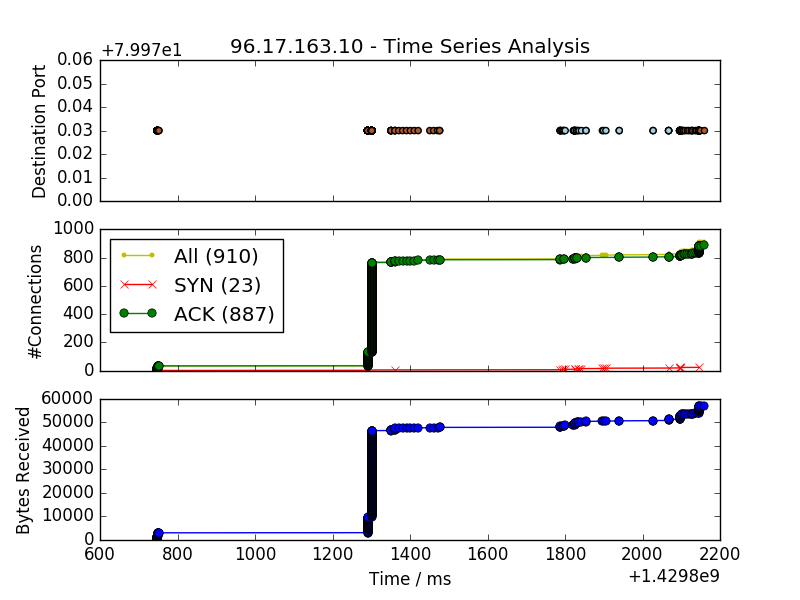 +7.997e1
96.17.163.10 - Time Series Analysis
Destination Port
0.06
0.05
0.04
0.03
0.02
0.01
0.00
#Connections
1000
800
600
400
200
0
All (910)
SYN (23)
ACK (887)
Bytes Received
60000
50000
40000
30000
20000
10000
0
600 800 1000 1200 1400 1600 1800 2000 2200
Time / ms
+1.4298e9